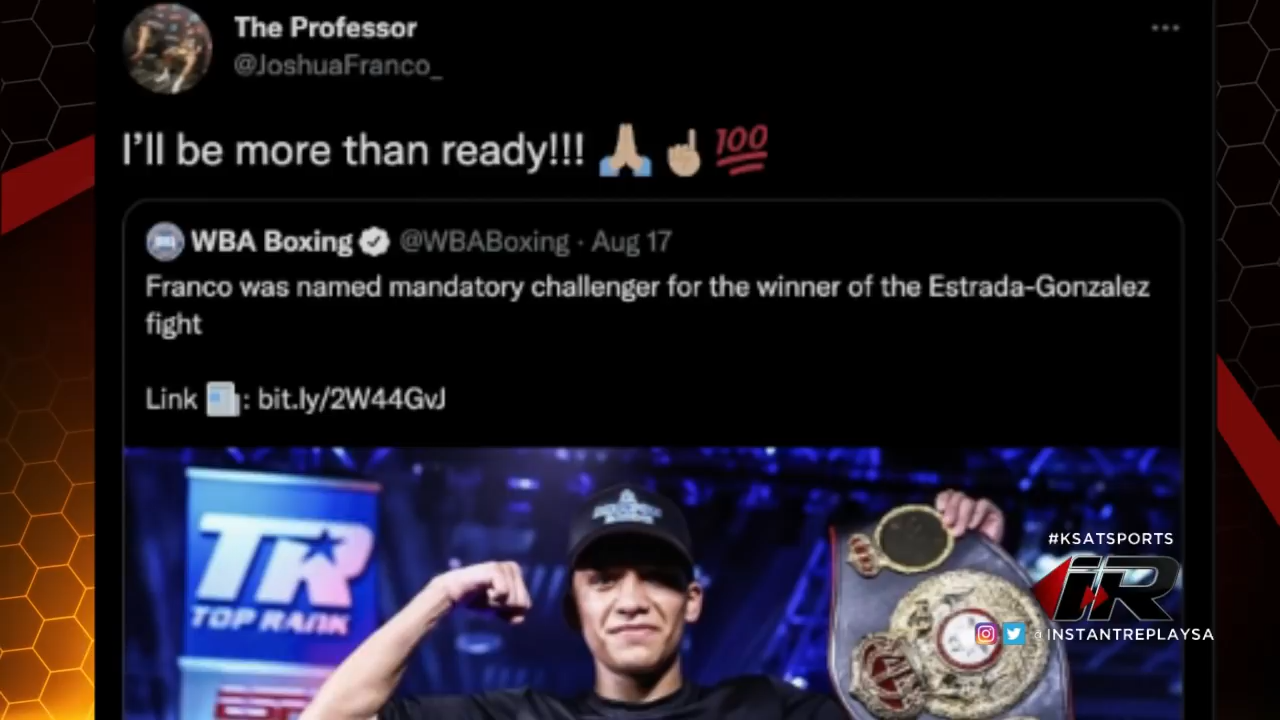 The Professor
@JoshuaFranco_
I'll be more than ready!!! 🙏🏼☝🏼💯
WBA Boxing @WBABoxing · Aug 17
Franco was named mandatory challenger for the winner of the Estrada-Gonzalez
fight
Link 📰: bit.ly/2W44GvJ
TR
TOP RANK
#KSATSPORTS
iR
@INSTANTREPLAYSA